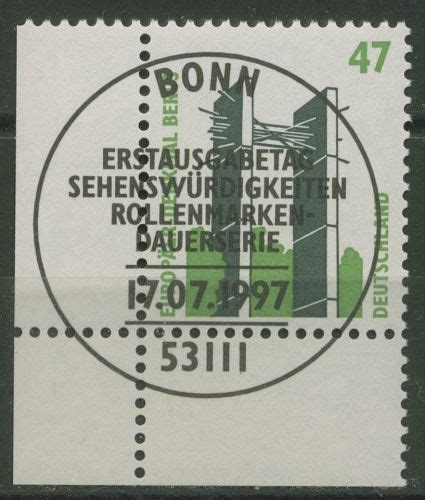 BONN
47
ERSTAUSGABETAG
SEHENSWÜRDIGKEITEN
ROLLENMARKEN-
DAUERSERIE
17.07.1997
53111
DEUTSCHLAND